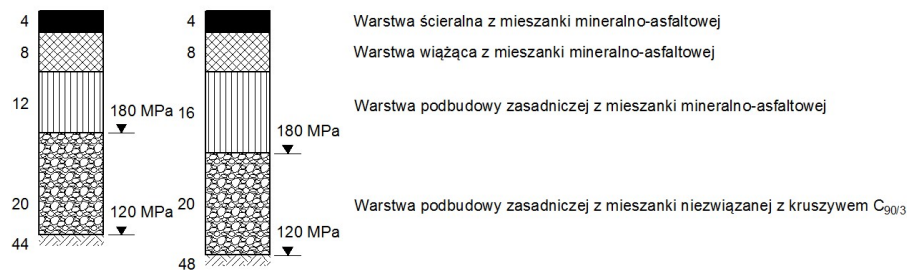 4 4 Warstwa ścieralna z mieszanki mineralno-asfaltowej
8 8 Warstwa wiążąca z mieszanki mineralno-asfaltowej
12 180 MPa 16 Warstwa podbudowy zasadniczej z mieszanki mineralno-asfaltowej
180 MPa
20 120 MPa 20 Warstwa podbudowy zasadniczej z mieszanki niezwiązanej z kruszywem C90/3
120 MPa
44
48